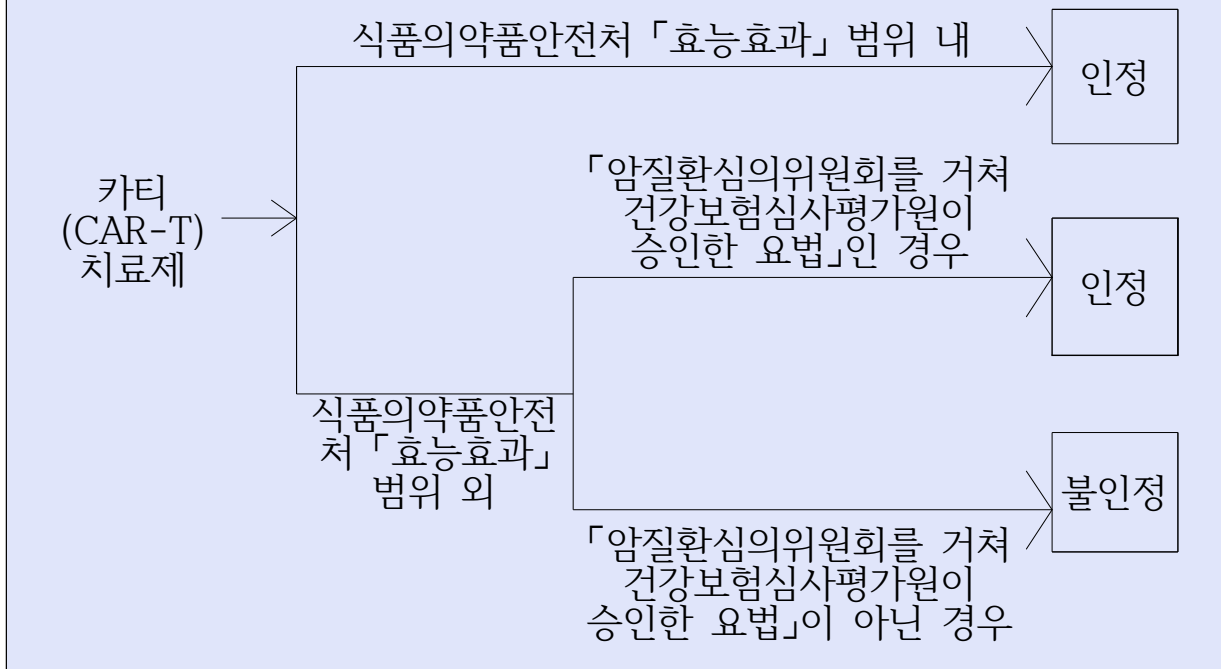 식품의약품안전처「효능효과」범위 내
인정
카티
(CAR-T)
치료제
「암질환심의위원회를 거쳐
건강보험심사평가원이
승인한 요법」인 경우
인정
식품의약품안전
처「효능효과」
범위 외
불인정
「암질환심의위원회를 거쳐
건강보험심사평가원이
승인한 요법」이 아닌 경우